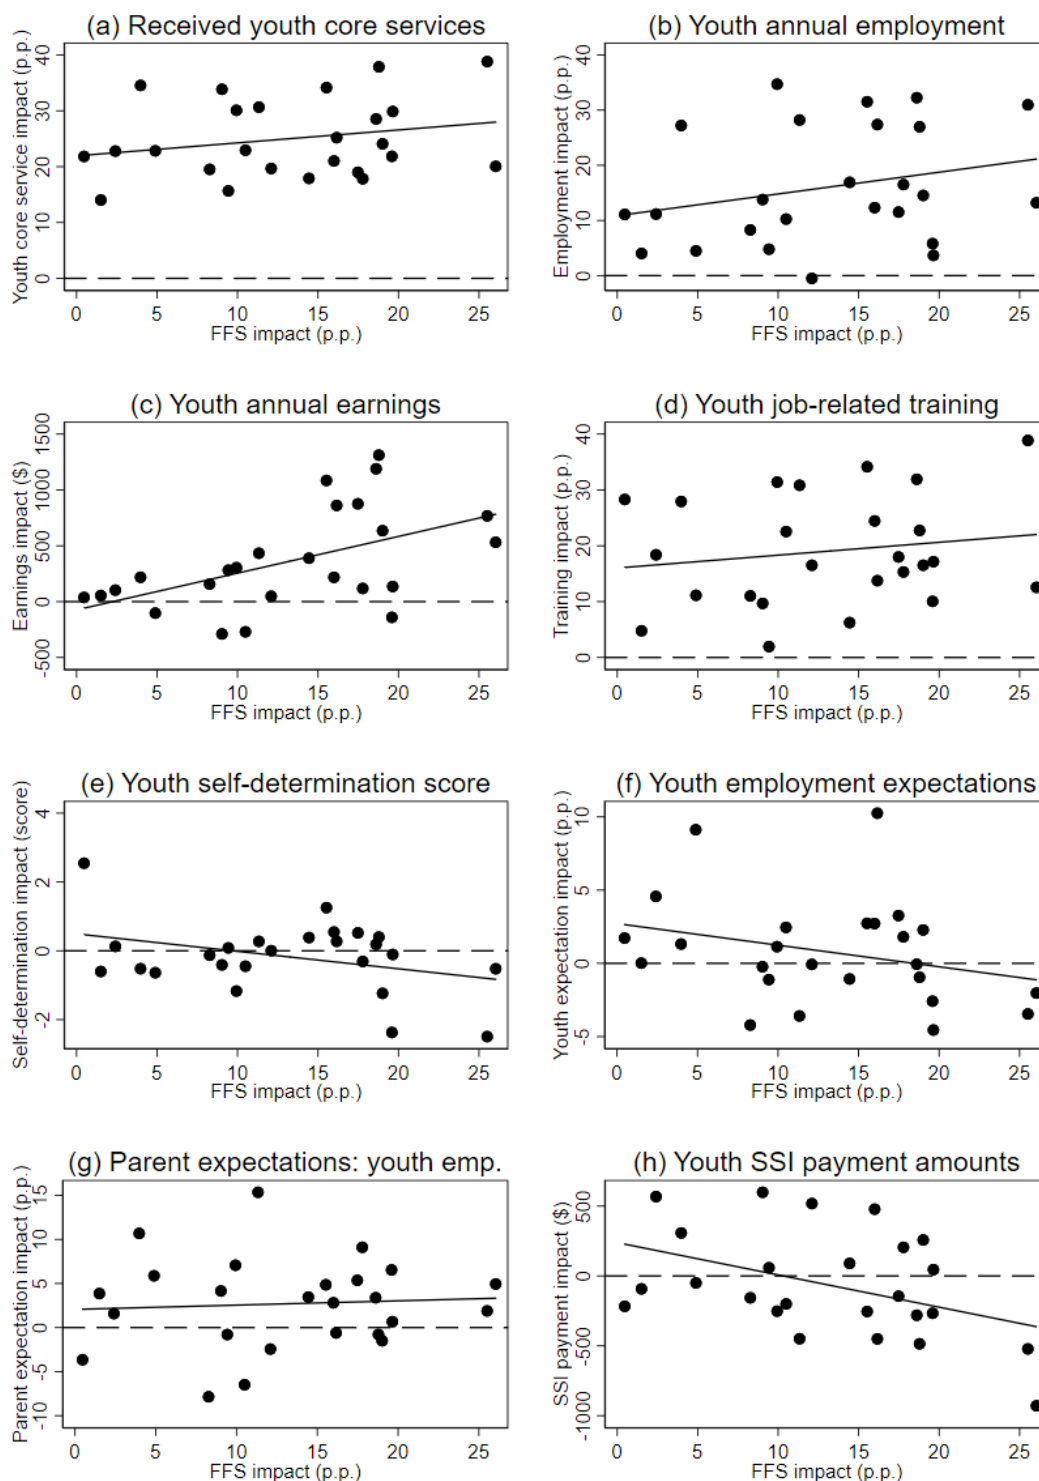 (a) Received youth core services
Youth core service impact (p.p.)
40
30
20
10
0
0 5 10 15 20 25
FFS impact (p.p.)
(b) Youth annual employment
Employment impact (p.p.)
40
30
20
10
0
0 5 10 15 20 25
FFS impact (p.p.)
(c) Youth annual earnings
Earnings impact ($)
1500
1000
500
0
-500
0 5 10 15 20 25
FFS impact (p.p.)
(d) Youth job-related training
Training impact (p.p.)
40
30
20
10
0
0 5 10 15 20 25
FFS impact (p.p.)
(e) Youth self-determination score
Self-determination impact (score)
4
2
0
-2
0 5 10 15 20 25
FFS impact (p.p.)
(f) Youth employment expectations
Youth expectation impact (p.p.)
10
5
0
-5
0 5 10 15 20 25
FFS impact (p.p.)
(g) Parent expectations: youth emp.
Parent expectation impact (p.p.)
15
10
5
0
-5
-10
0 5 10 15 20 25
FFS impact (p.p.)
(h) Youth SSI payment amounts
SSI payment impact ($)
500
0
-500
-1000
0 5 10 15 20 25
FFS impact (p.p.)